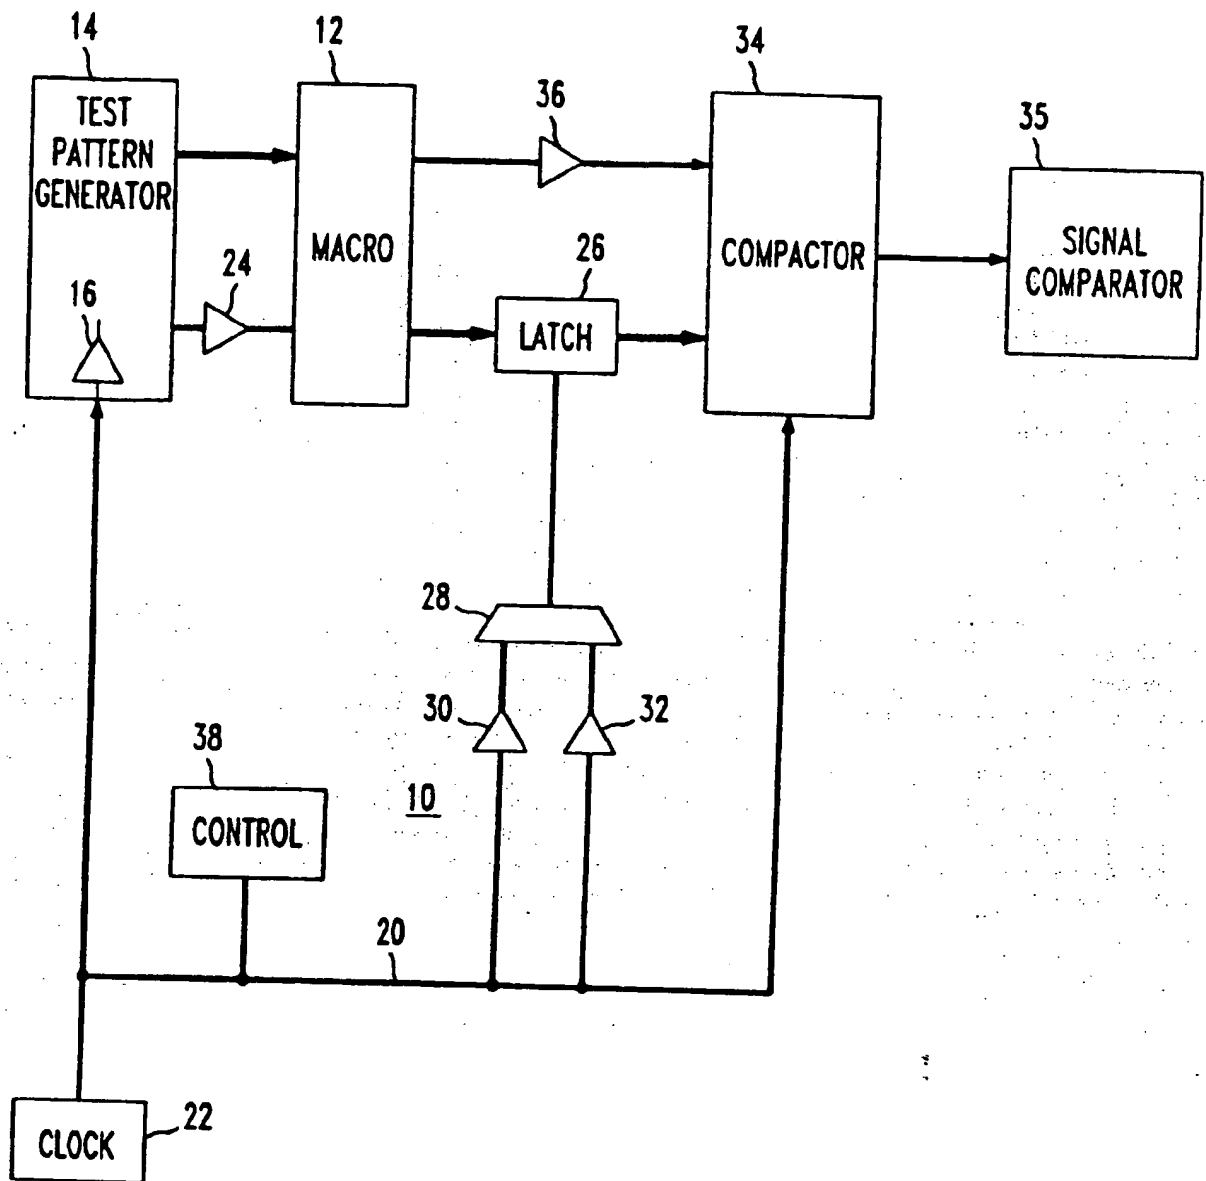 14
12
34
36
35
TEST
PATTERN
GENERATOR
MACRO
COMPACTOR
SIGNAL
COMPARATOR
24
26
16
LATCH
28
30
32
38
10
CONTROL
20
22
CLOCK